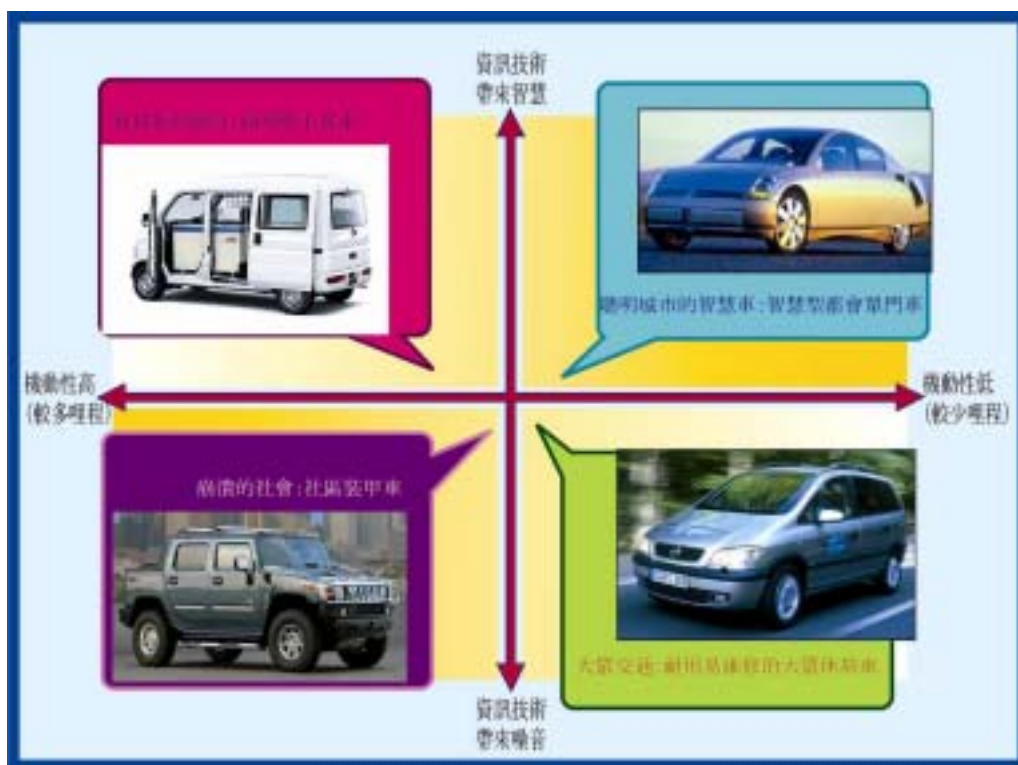 資訊技術
帶來智慧
聰明城市的智慧車:智慧型都會單門車
機動性高
(較多哩程)
機動性低
(較少哩程)
崩潰的社會:社區裝甲車
大眾交通:耐用易維修的大眾休旅車
資訊技術
帶來噪音